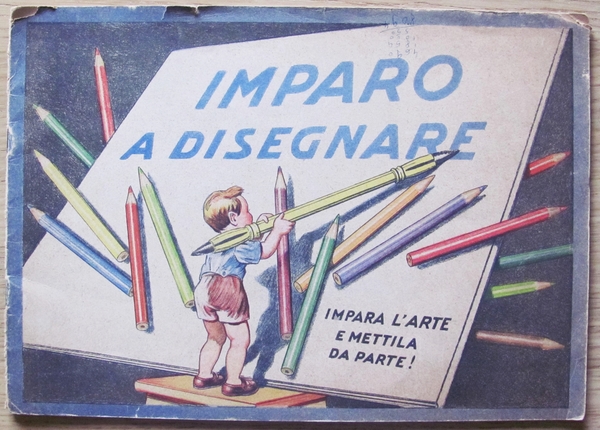 IMPARO
A DISEGNARE
IMPARA L'ARTE
E METTILA
DA PARTE!